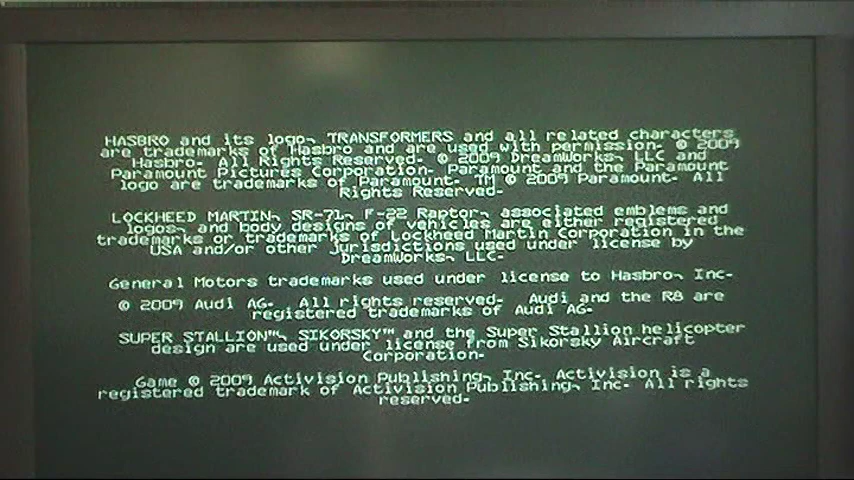 HASBRO and its logo, TRANSFORMERS and all related characters
are trademarks of Hasbro and are used with permission. © 2009
Hasbro. All Rights Reserved. © 2009 DreamWorks, LLC and
Paramount Pictures Corporation. Paramount and the Paramount
logo are trademarks of Paramount. TM © 2009 Paramount. All
Rights Reserved.
LOCKHEED MARTIN, SR-71, F-22 Raptor, associated emblems and
logos, and body designs of vehicles are either registered
trademarks or trademarks of Lockheed Martin Corporation in the
USA and/or other jurisdictions used under license by
DreamWorks, LLC.
General Motors trademarks used under license to Hasbro, Inc.
© 2009 Audi AG. All rights reserved. Audi and the R8 are
registered trademarks of Audi AG.
SUPER STALLION™, SIKORSKY™ and the Super Stallion helicopter
design are used under license from Sikorsky Aircraft
Corporation.
Game © 2009 Activision Publishing, Inc. Activision is a
registered trademark of Activision Publishing, Inc. All rights
reserved.